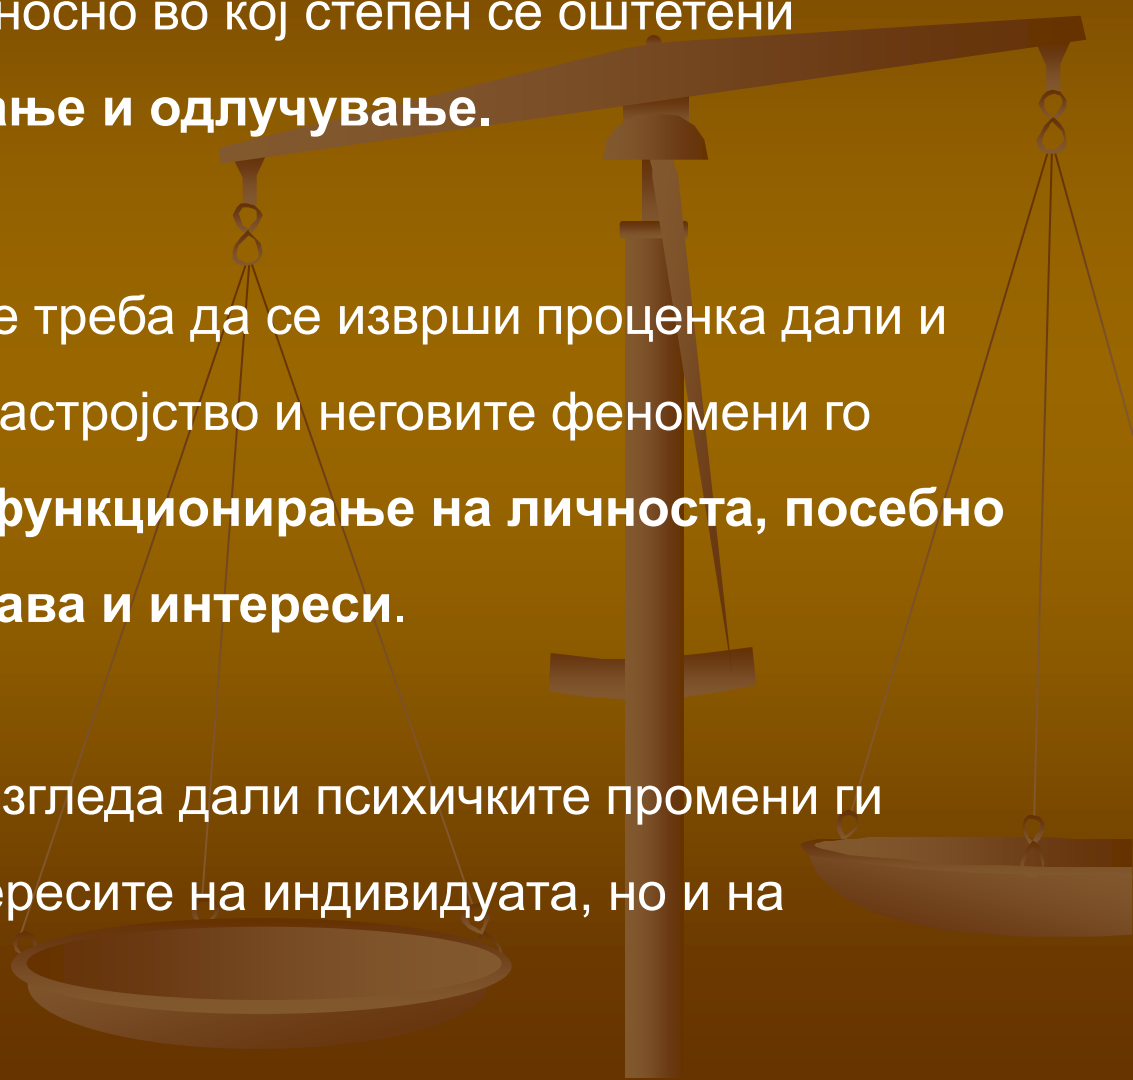 носно во кој степен се оштетени
ање и одлучување.
е треба да се изврши проценка дали и
астројство и неговите феномени го
функционирање на личноста, посебно
ава и интереси.
згледа дали психичките промени ги
ересите на индивидуата, но и на